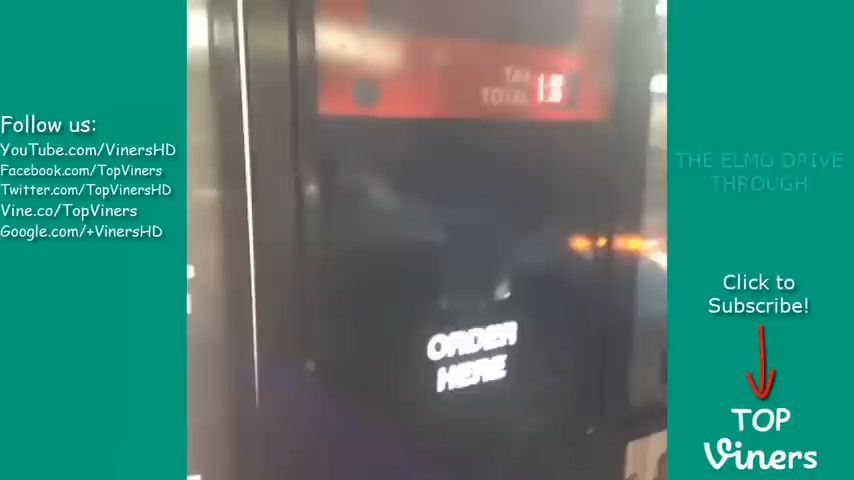 Follow us:
YouTube.com/VinersHD
Facebook.com/TopViners
Twitter.com/TopVinersHD
Vine.co/TopViners
Google.com/+VinersHD
TAX
TOTAL
ORDER
HERE
THE ELMO DRIVE
THROUGH
Click to
Subscribe!
TOP
Viners